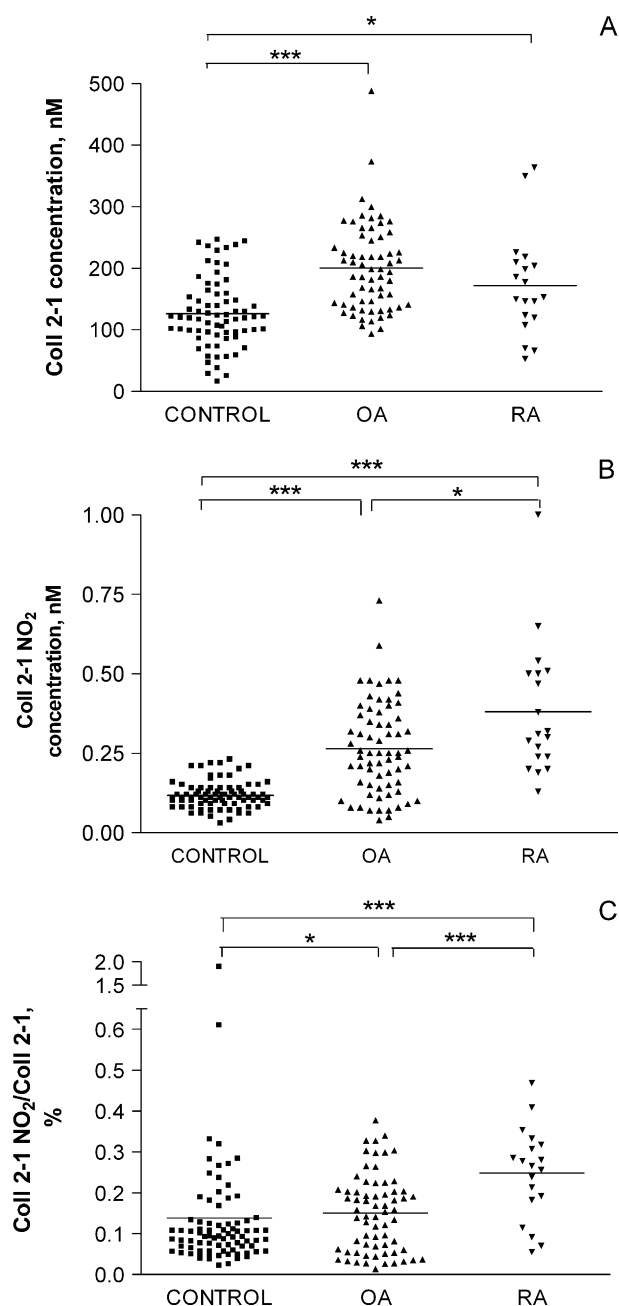 A
*
***
Coll 2-1 concentration, nM
500
400
300
200
100
0
CONTROL OA RA
B
***
*** *
Coll 2-1 NO₂
concentration, nM
1.00
0.75
0.50
0.25
0.00
CONTROL OA RA
C
***
* ***
Coll 2-1 NO₂/Coll 2-1,
%
2.0
1.5
0.6
0.5
0.4
0.3
0.2
0.1
0.0
CONTROL OA RA